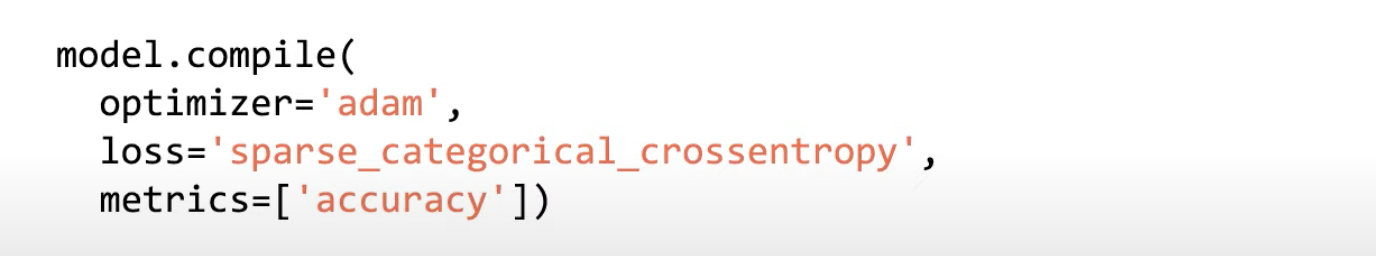 model.compile(
  optimizer='adam',
  loss='sparse_categorical_crossentropy',
  metrics=['accuracy'])